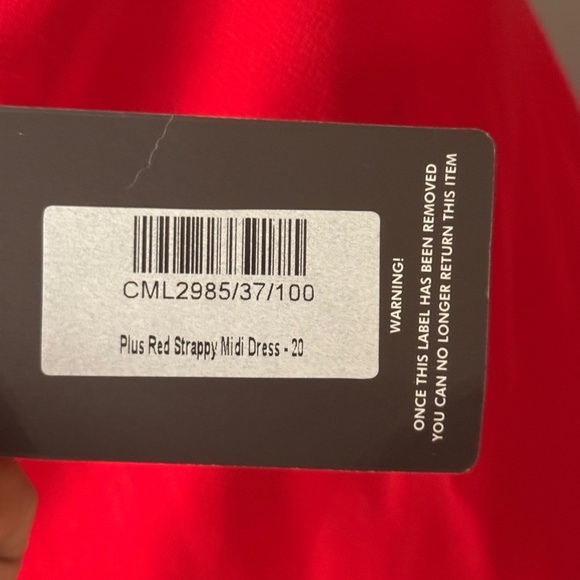 CML2985/37/100
Plus Red Strappy Midi Dress - 20
WARNING!
ONCE THIS LABEL HAS BEEN REMOVED
YOU CAN NO LONGER RETURN THIS ITEM